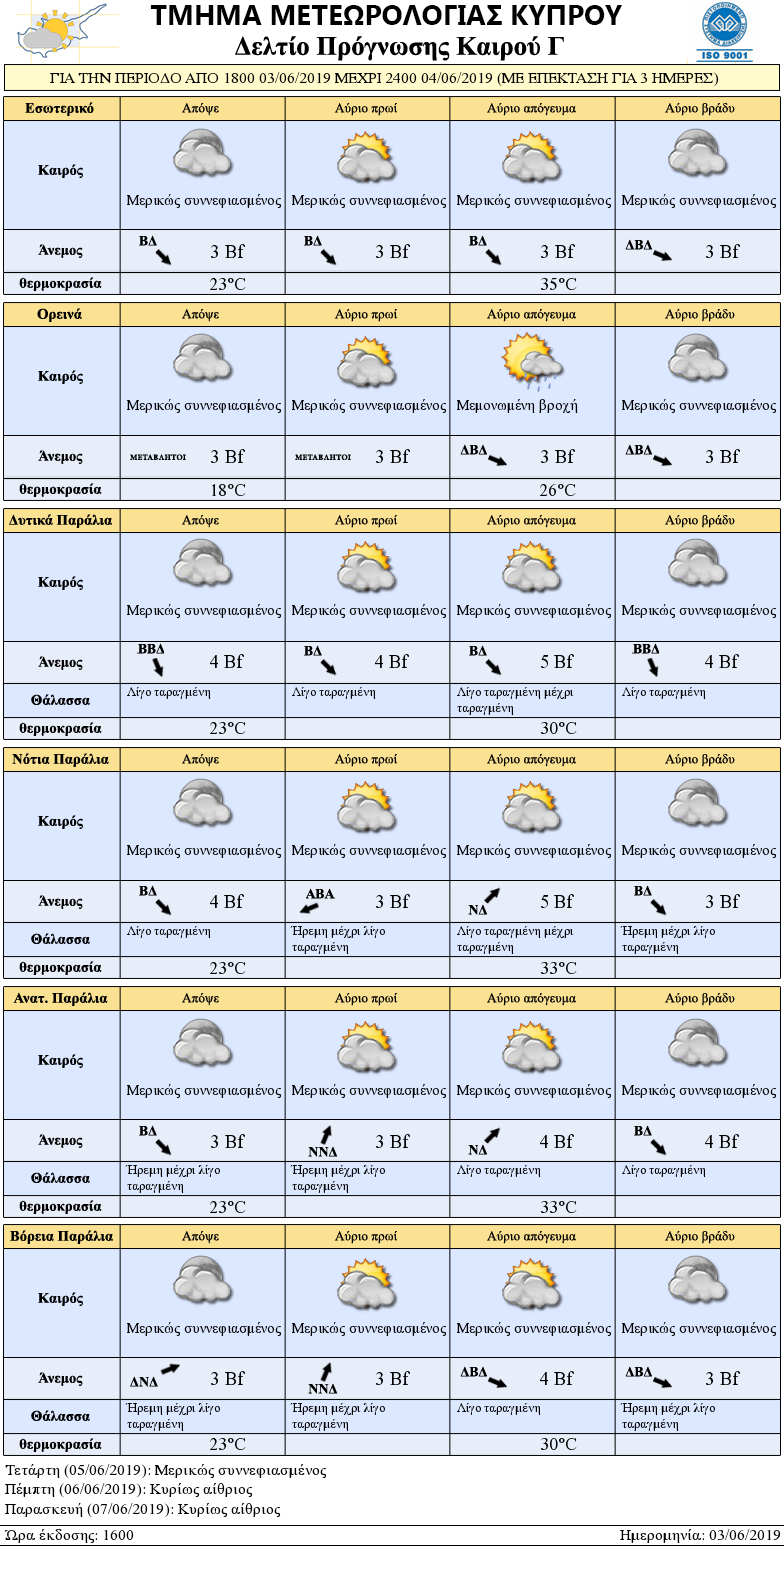 ΤΜΗΜΑ ΜΕΤΕΩΡΟΛΟΓΙΑΣ ΚΥΠΡΟΥ
Δελτίο Πρόγνωσης Καιρού Γ
ISO 9001
ΓΙΑ ΤΗΝ ΠΕΡΙΟΔΟ ΑΠΟ 1800 03/06/2019 ΜΕΧΡΙ 2400 04/06/2019 (ΜΕ ΕΠΕΚΤΑΣΗ ΓΙΑ 3 ΗΜΕΡΕΣ)
Εσωτερικό Απόψε Αύριο πρωί Αύριο απόγευμα Αύριο βράδυ
Καιρός
Μερικώς συννεφιασμένος Μερικώς συννεφιασμένος Μερικώς συννεφιασμένος Μερικώς συννεφιασμένος
Άνεμος ΒΔ 3 Bf ΒΔ 3 Bf ΒΔ 3 Bf ΔΒΔ 3 Bf
θερμοκρασία 23°C 35°C
Ορεινά Απόψε Αύριο πρωί Αύριο απόγευμα Αύριο βράδυ
Καιρός
Μερικώς συννεφιασμένος Μερικώς συννεφιασμένος Μεμονωμένη βροχή Μερικώς συννεφιασμένος
Άνεμος ΜΕΤΑΒΛΗΤΟΙ 3 Bf ΜΕΤΑΒΛΗΤΟΙ 3 Bf ΔΒΔ 3 Bf ΔΒΔ 3 Bf
θερμοκρασία 18°C 26°C
Δυτικά Παράλια Απόψε Αύριο πρωί Αύριο απόγευμα Αύριο βράδυ
Καιρός
Μερικώς συννεφιασμένος Μερικώς συννεφιασμένος Μερικώς συννεφιασμένος Μερικώς συννεφιασμένος
Άνεμος ΒΒΔ 4 Bf ΒΔ 4 Bf ΒΔ 5 Bf ΒΒΔ 4 Bf
Θάλασσα Λίγο ταραγμένη Λίγο ταραγμένη Λίγο ταραγμένη μέχρι Λίγο ταραγμένη
ταραγμένη
θερμοκρασία 23°C 30°C
Νότια Παράλια Απόψε Αύριο πρωί Αύριο απόγευμα Αύριο βράδυ
Καιρός
Μερικώς συννεφιασμένος Μερικώς συννεφιασμένος Μερικώς συννεφιασμένος Μερικώς συννεφιασμένος
Άνεμος ΒΔ 4 Bf ΑΒΑ 3 Bf ΝΔ 5 Bf ΒΔ 3 Bf
Θάλασσα Λίγο ταραγμένη Ήρεμη μέχρι λίγο Λίγο ταραγμένη μέχρι Ήρεμη μέχρι λίγο
ταραγμένη ταραγμένη ταραγμένη
θερμοκρασία 23°C 33°C
Ανατ. Παράλια Απόψε Αύριο πρωί Αύριο απόγευμα Αύριο βράδυ
Καιρός
Μερικώς συννεφιασμένος Μερικώς συννεφιασμένος Μερικώς συννεφιασμένος Μερικώς συννεφιασμένος
Άνεμος ΒΔ 3 Bf ΝΝΔ 3 Bf ΝΔ 4 Bf ΒΔ 4 Bf
Θάλασσα Ήρεμη μέχρι λίγο Ήρεμη μέχρι λίγο Λίγο ταραγμένη Λίγο ταραγμένη
ταραγμένη ταραγμένη
θερμοκρασία 23°C 33°C
Βόρεια Παράλια Απόψε Αύριο πρωί Αύριο απόγευμα Αύριο βράδυ
Καιρός
Μερικώς συννεφιασμένος Μερικώς συννεφιασμένος Μερικώς συννεφιασμένος Μερικώς συννεφιασμένος
Άνεμος ΔΝΔ 3 Bf ΝΝΔ 3 Bf ΔΒΔ 4 Bf ΔΒΔ 3 Bf
Θάλασσα Ήρεμη μέχρι λίγο Ήρεμη μέχρι λίγο Λίγο ταραγμένη Ήρεμη μέχρι λίγο
ταραγμένη ταραγμένη ταραγμένη
θερμοκρασία 23°C 30°C
Τετάρτη (05/06/2019): Μερικώς συννεφιασμένος
Πέμπτη (06/06/2019): Κυρίως αίθριος
Παρασκευή (07/06/2019): Κυρίως αίθριος
Ώρα έκδοσης: 1600 Ημερομηνία: 03/06/2019